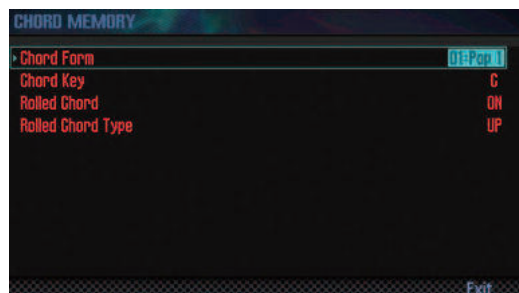 CHORD MEMORY
Chord Form 01:Pop 1
Chord Key C
Rolled Chord ON
Rolled Chord Type UP
Exit